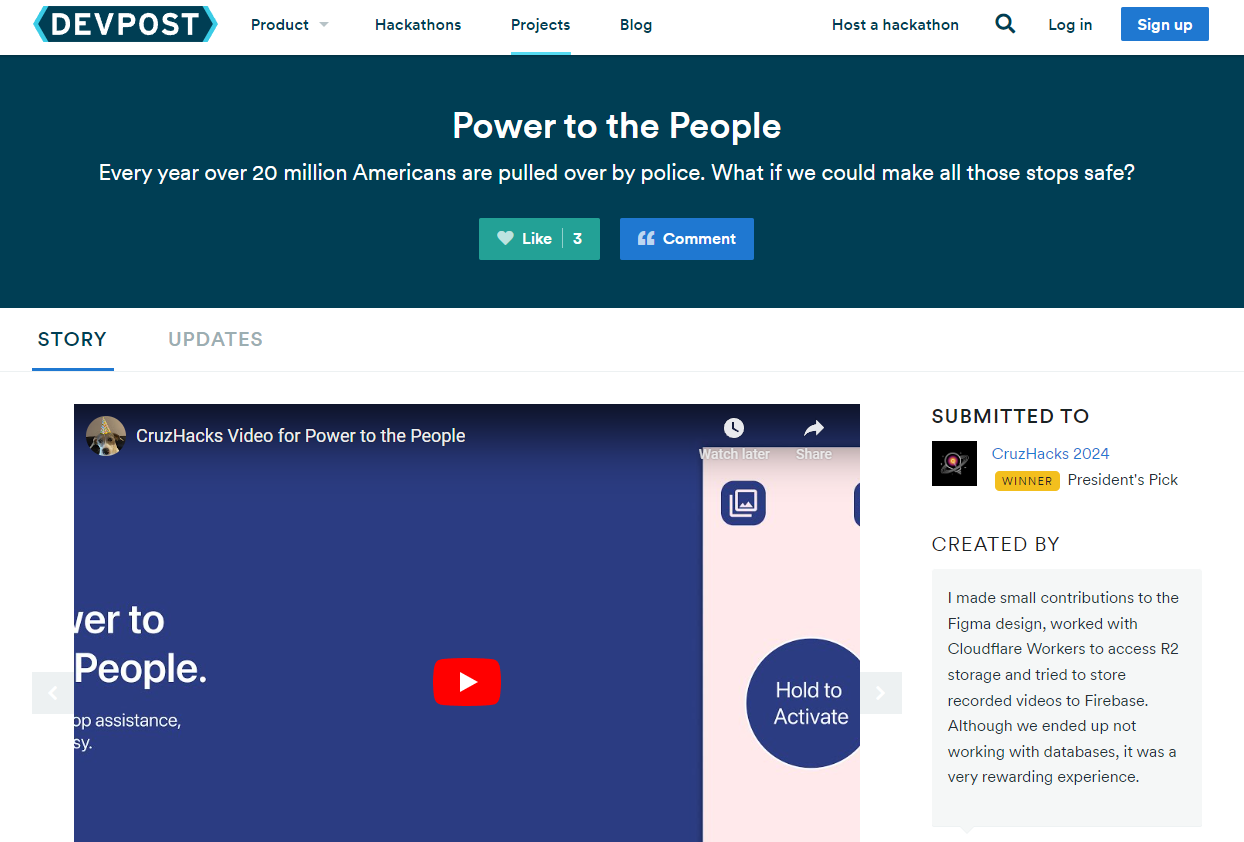 DEVPOST
Product
Hackathons
Projects
Blog
Host a hackathon
Log in
Sign up
Power to the People
Every year over 20 million Americans are pulled over by police. What if we could make all those stops safe?
Like 3
Comment
STORY
UPDATES
CruzHacks Video for Power to the People
Watch later
Share
ver to
People.
op assistance,
sy.
Hold to
Activate
SUBMITTED TO
CruzHacks 2024
WINNER President's Pick
CREATED BY
I made small contributions to the
Figma design, worked with
Cloudflare Workers to access R2
storage and tried to store
recorded videos to Firebase.
Although we ended up not
working with databases, it was a
very rewarding experience.